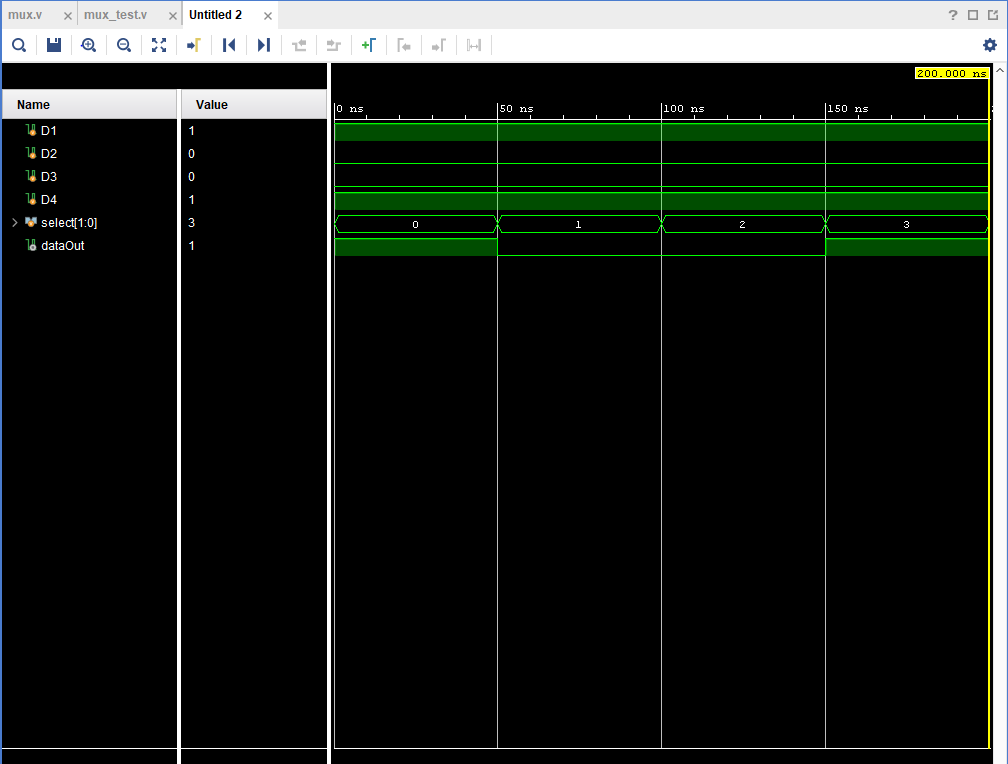 mux.v mux_test.v Untitled 2 ?
200.000 ns
Name Value
0 ns 50 ns 100 ns 150 ns
D1 1
D2 0
D3 0
D4 1
select[1:0] 3 0 1 2 3
dataOut 1